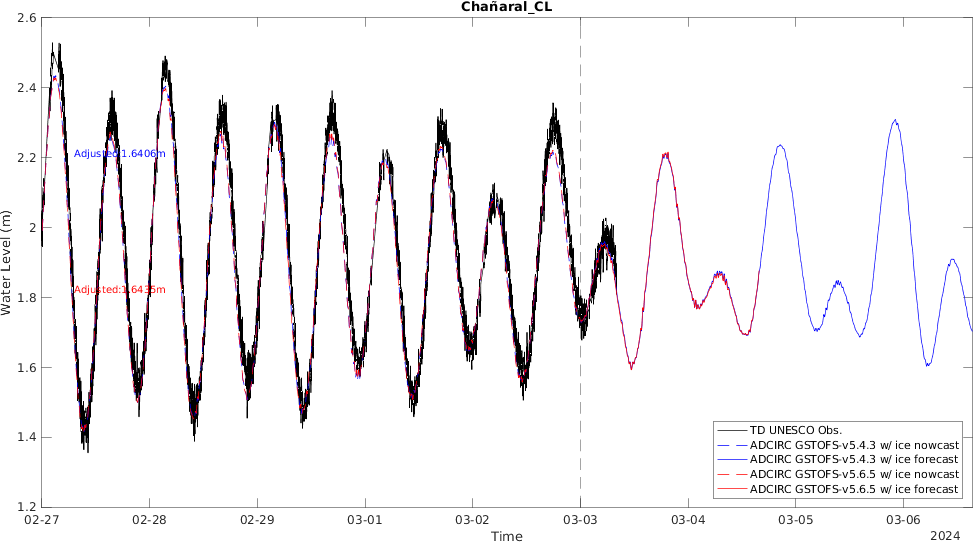 Chañaral_CL
2.6
2.4
2.2
2
1.8
1.6
1.4
1.2
Water Level (m)
Adjusted:1.6406m
Adjusted:1.6435m
TD UNESCO Obs.
ADCIRC GSTOFS-v5.4.3 w/ ice nowcast
ADCIRC GSTOFS-v5.4.3 w/ ice forecast
ADCIRC GSTOFS-v5.6.5 w/ ice nowcast
ADCIRC GSTOFS-v5.6.5 w/ ice forecast
02-27 02-28 02-29 03-01 03-02 03-03 03-04 03-05 03-06
Time
2024